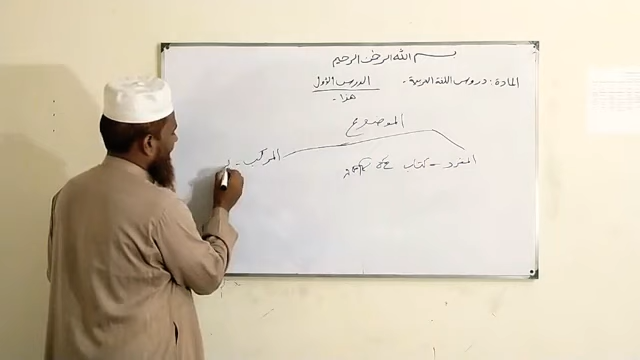 بسم الله الرحمن الرحيم
المادة : دروس اللغة العربية -
الدرس الأول
هذا -
الموضوع
المفرد - كتاب
المركب -